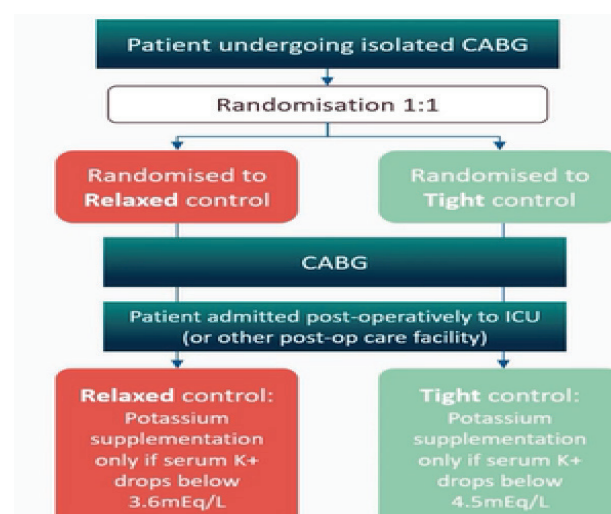 Patient undergoing isolated CABG
Randomisation 1:1
Randomised to
Relaxed control
Randomised to
Tight control
CABG
Patient admitted post-operatively to ICU
(or other post-op care facility)
Relaxed control:
Potassium
supplementation
only if serum K+
drops below
3.6mEq/L
Tight control:
Potassium
supplementation
only if serum K+
drops below
4.5mEq/L